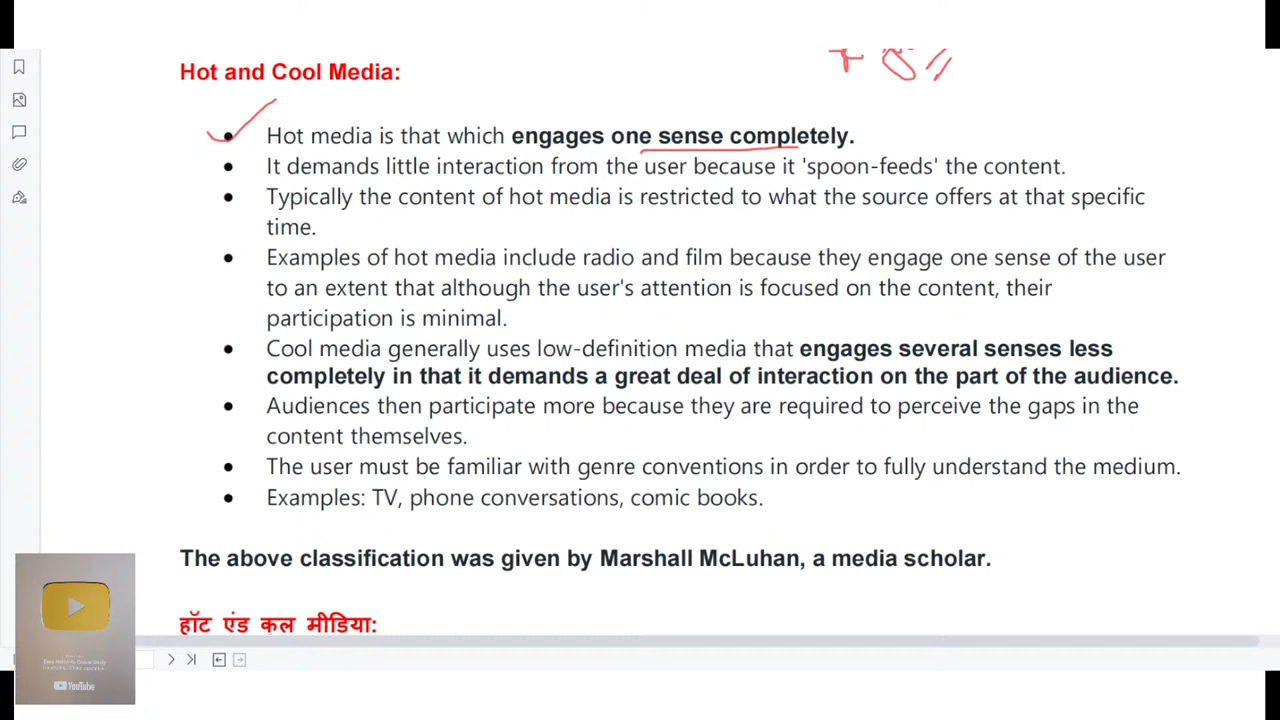 Hot and Cool Media:
Hot media is that which engages one sense completely.
It demands little interaction from the user because it 'spoon-feeds' the content.
Typically the content of hot media is restricted to what the source offers at that specific
time.
Examples of hot media include radio and film because they engage one sense of the user
to an extent that although the user's attention is focused on the content, their
participation is minimal.
Cool media generally uses low-definition media that engages several senses less
completely in that it demands a great deal of interaction on the part of the audience.
Audiences then participate more because they are required to perceive the gaps in the
content themselves.
The user must be familiar with genre conventions in order to fully understand the medium.
Examples: TV, phone conversations, comic books.
The above classification was given by Marshall McLuhan, a media scholar.
हॉट एंड कूल मीडिया:
YouTube